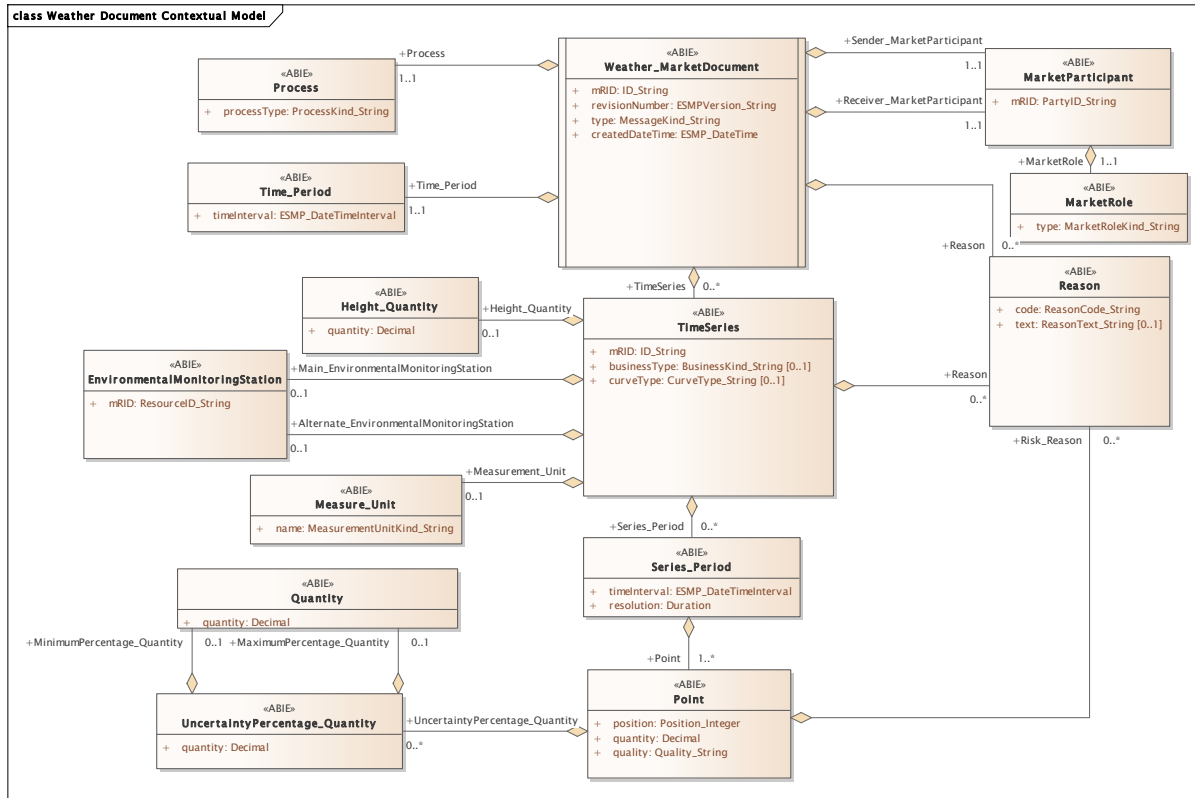 class Weather Document Contextual Model
«ABIE»
Process
+ processType: ProcessKind_String
+Process
1..1
«ABIE»
Weather_MarketDocument
+ mRID: ID_String
+ revisionNumber: ESMPVersion_String
+ type: MessageKind_String
+ createdDateTime: ESMP_DateTime
+Sender_MarketParticipant
1..1
+Receiver_MarketParticipant
1..1
«ABIE»
MarketParticipant
+ mRID: PartyID_String
+MarketRole
1..1
«ABIE»
MarketRole
+ type: MarketRoleKind_String
«ABIE»
Time_Period
+ timeInterval: ESMP_DateTimeInterval
+Time_Period
1..1
+Reason
0..*
«ABIE»
Reason
+ code: ReasonCode_String
+ text: ReasonText_String [0..1]
+TimeSeries
0..*
«ABIE»
Height_Quantity
+ quantity: Decimal
+Height_Quantity
0..1
«ABIE»
TimeSeries
+ mRID: ID_String
+ businessType: BusinessKind_String [0..1]
+ curveType: CurveType_String [0..1]
«ABIE»
EnvironmentalMonitoringStation
+ mRID: ResourceID_String
+Main_EnvironmentalMonitoringStation
0..1
+Alternate_EnvironmentalMonitoringStation
0..1
+Reason
0..*
+Risk_Reason
0..*
«ABIE»
Measure_Unit
+ name: MeasurementUnitKind_String
+Measurement_Unit
0..1
+Series_Period
0..*
«ABIE»
Series_Period
+ timeInterval: ESMP_DateTimeInterval
+ resolution: Duration
«ABIE»
Quantity
+ quantity: Decimal
+MinimumPercentage_Quantity
0..1
+MaximumPercentage_Quantity
0..1
+Point
1..*
«ABIE»
UncertaintyPercentage_Quantity
+ quantity: Decimal
+UncertaintyPercentage_Quantity
0..*
«ABIE»
Point
+ position: Position_Integer
+ quantity: Decimal
+ quality: Quality_String